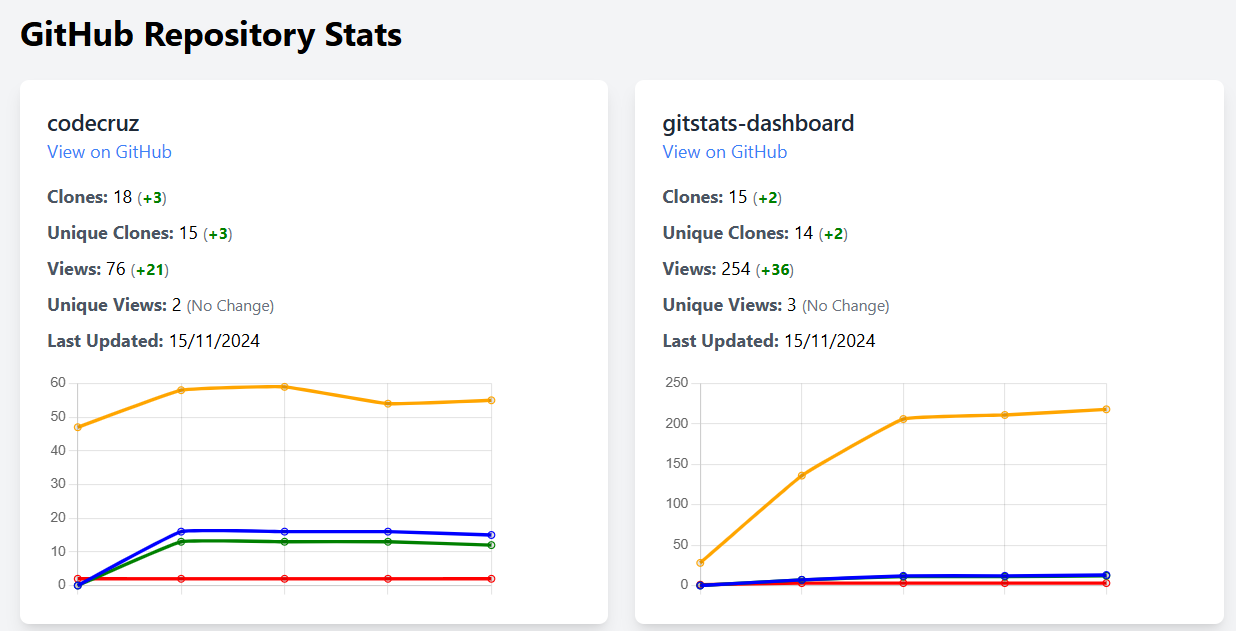 GitHub Repository Stats
codecruz
View on GitHub
Clones: 18 (+3)
Unique Clones: 15 (+3)
Views: 76 (+21)
Unique Views: 2 (No Change)
Last Updated: 15/11/2024
60
50
40
30
20
10
0
gitstats-dashboard
View on GitHub
Clones: 15 (+2)
Unique Clones: 14 (+2)
Views: 254 (+36)
Unique Views: 3 (No Change)
Last Updated: 15/11/2024
250
200
150
100
50
0